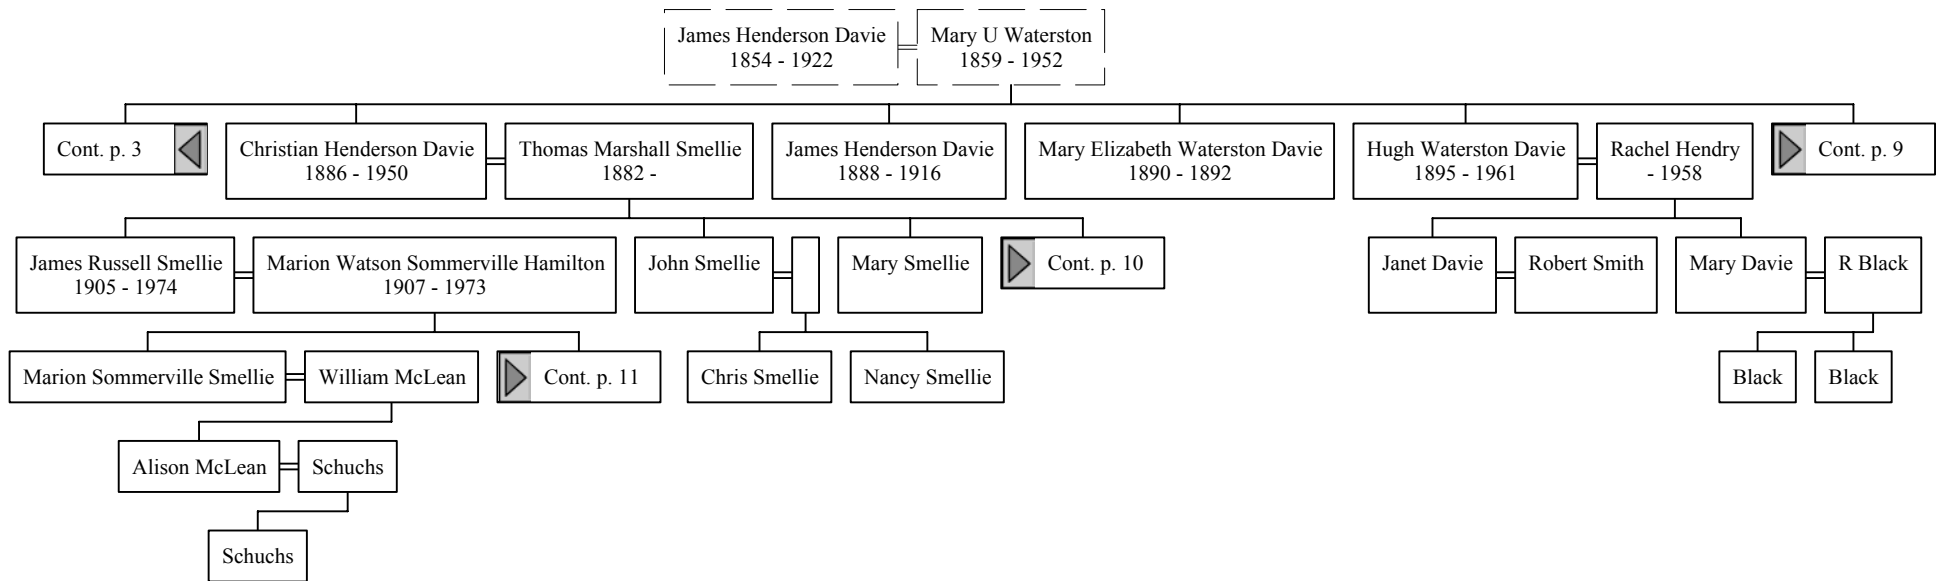 James Henderson Davie
1854 - 1922
Mary U Waterston
1859 - 1952
Cont. p. 3
Christian Henderson Davie
1886 - 1950
Thomas Marshall Smellie
1882 -
James Henderson Davie
1888 - 1916
Mary Elizabeth Waterston Davie
1890 - 1892
Hugh Waterston Davie
1895 - 1961
Rachel Hendry
- 1958
Cont. p. 9
James Russell Smellie
1905 - 1974
Marion Watson Sommerville Hamilton
1907 - 1973
John Smellie
Mary Smellie
Cont. p. 10
Janet Davie
Robert Smith
Mary Davie
R Black
Marion Sommerville Smellie
William McLean
Cont. p. 11
Chris Smellie
Nancy Smellie
Black
Black
Alison McLean
Schuchs
Schuchs